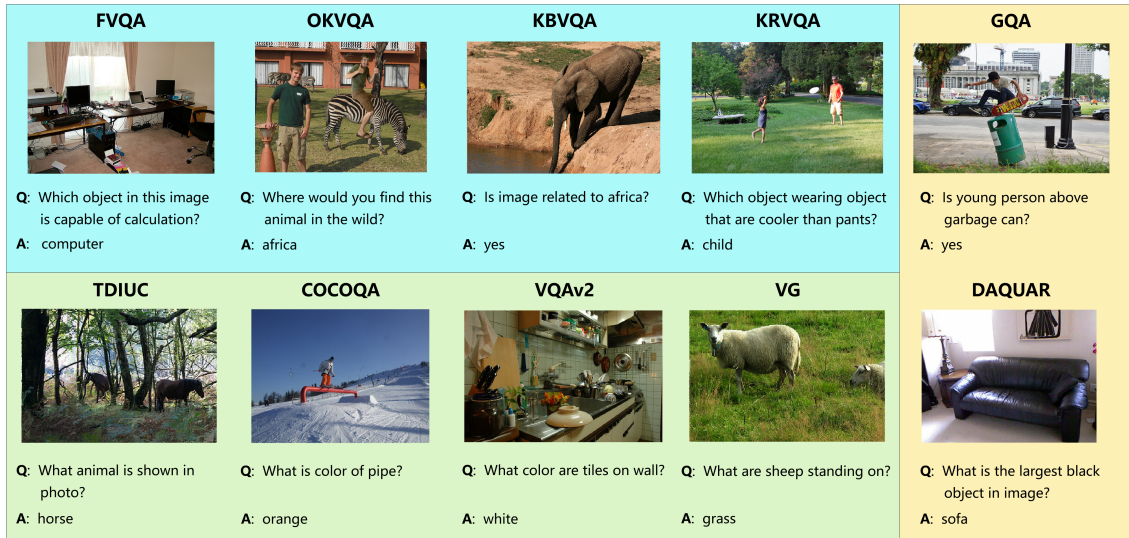 FVQA
OKVQA
KBVQA
KRVQA
GQA
Q: Which object in this image
is capable of calculation?
A: computer
Q: Where would you find this
animal in the wild?
A: africa
Q: Is image related to africa?
A: yes
Q: Which object wearing object
that are cooler than pants?
A: child
Q: Is young person above
garbage can?
A: yes
TDIUC
COCOQA
VQAv2
VG
DAQUAR
Q: What animal is shown in
photo?
A: horse
Q: What is color of pipe?
A: orange
Q: What color are tiles on wall?
A: white
Q: What are sheep standing on?
A: grass
Q: What is the largest black
object in image?
A: sofa